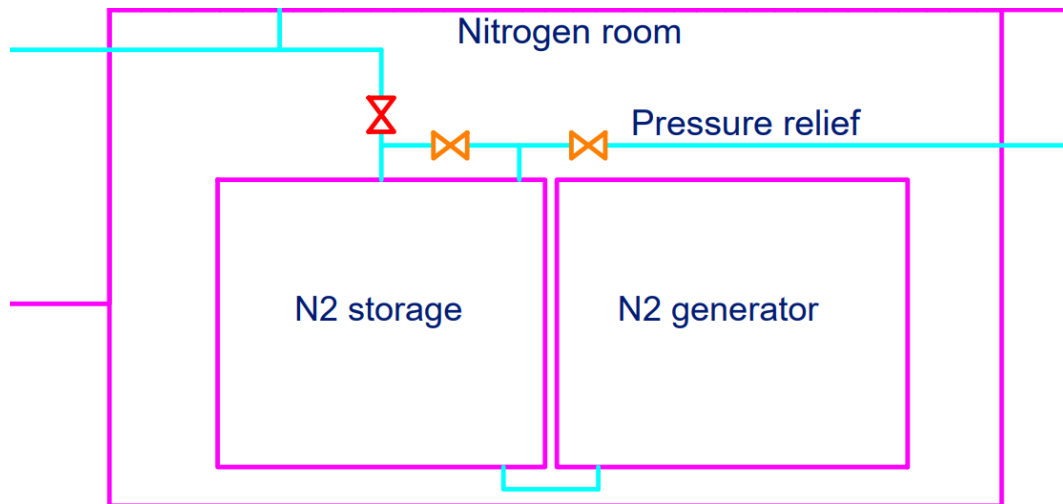 Nitrogen room
Pressure relief
N2 storage
N2 generator